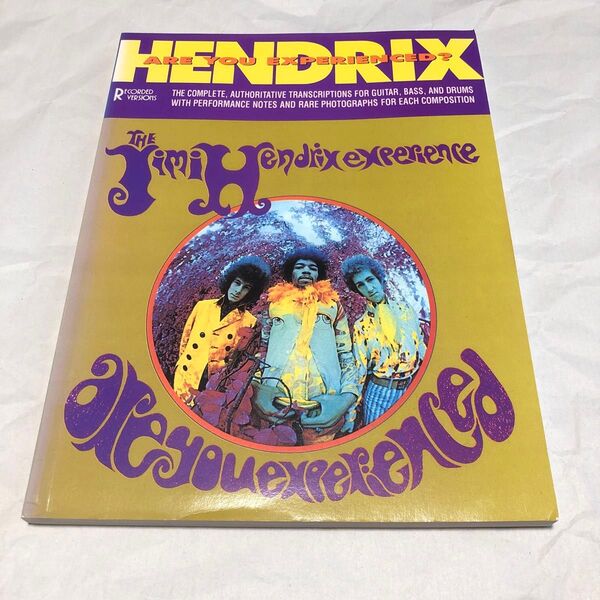 HENDRIX
ARE YOU EXPERIENCED?
RECORDED VERSIONS
THE COMPLETE, AUTHORITATIVE TRANSCRIPTIONS FOR GUITAR, BASS, AND DRUMS
WITH PERFORMANCE NOTES AND RARE PHOTOGRAPHS FOR EACH COMPOSITION
THE
Jimi Hendrix experience
are you experienced